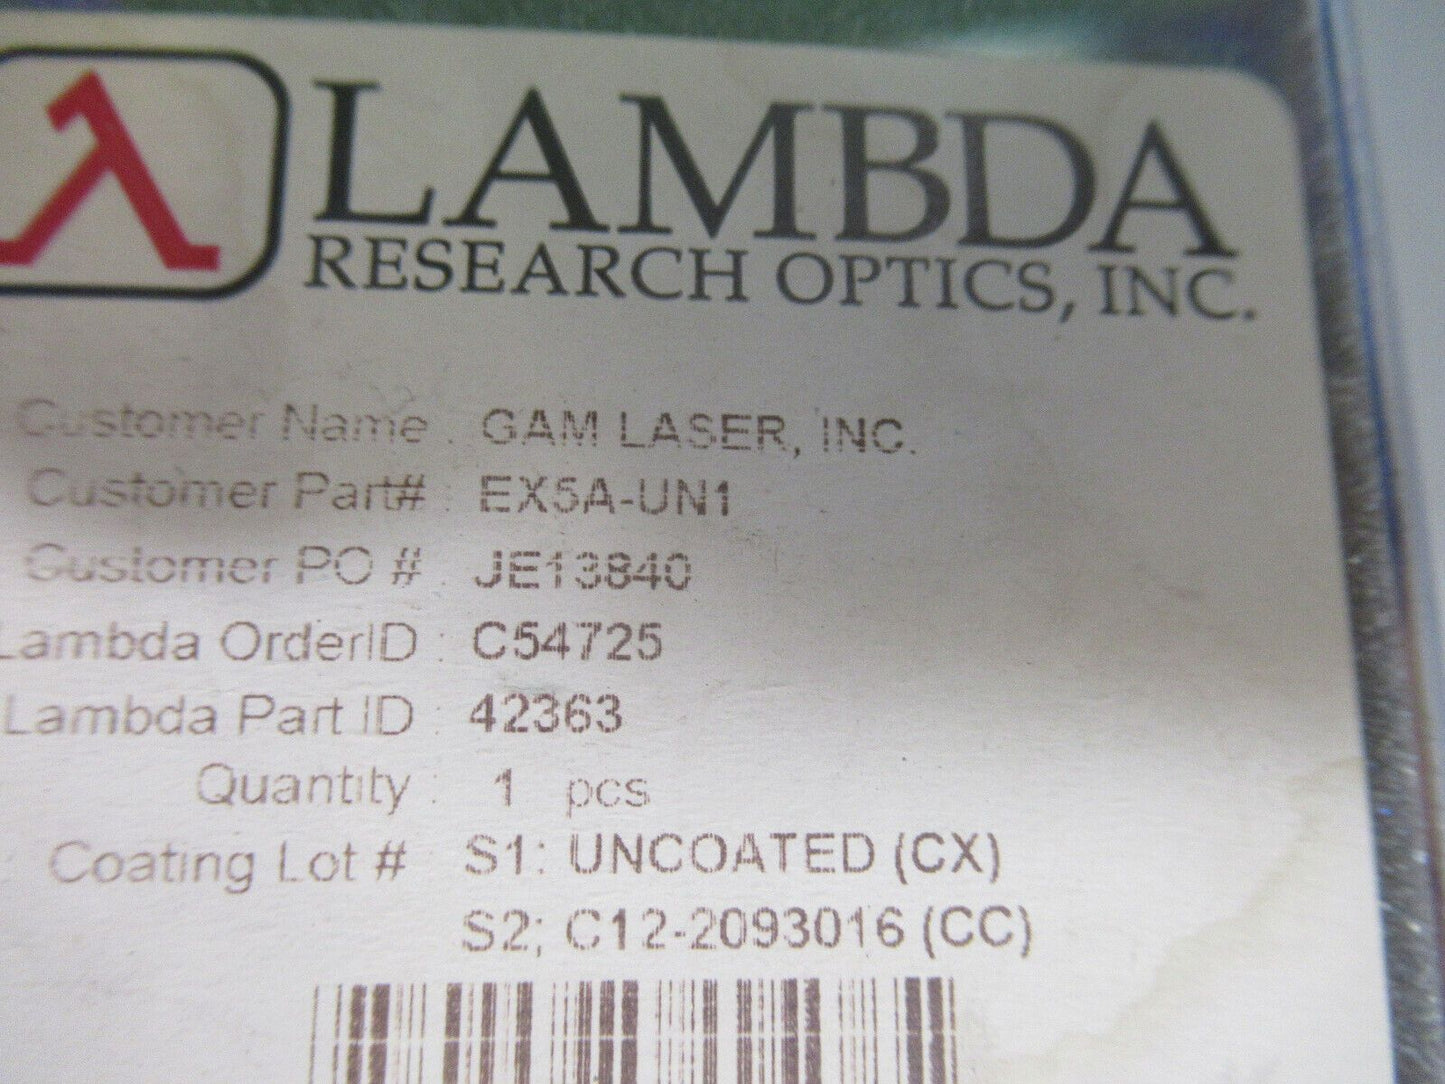 LAMBDA
RESEARCH OPTICS, INC.
Customer Name : GAM LASER, INC.
Customer Part# : EX5A-UN1
Customer PO # : JE13840
Lambda OrderID : C54725
Lambda Part ID : 42363
Quantity : 1 pcs
Coating Lot # S1: UNCOATED (CX)
S2; C12-2093016 (CC)